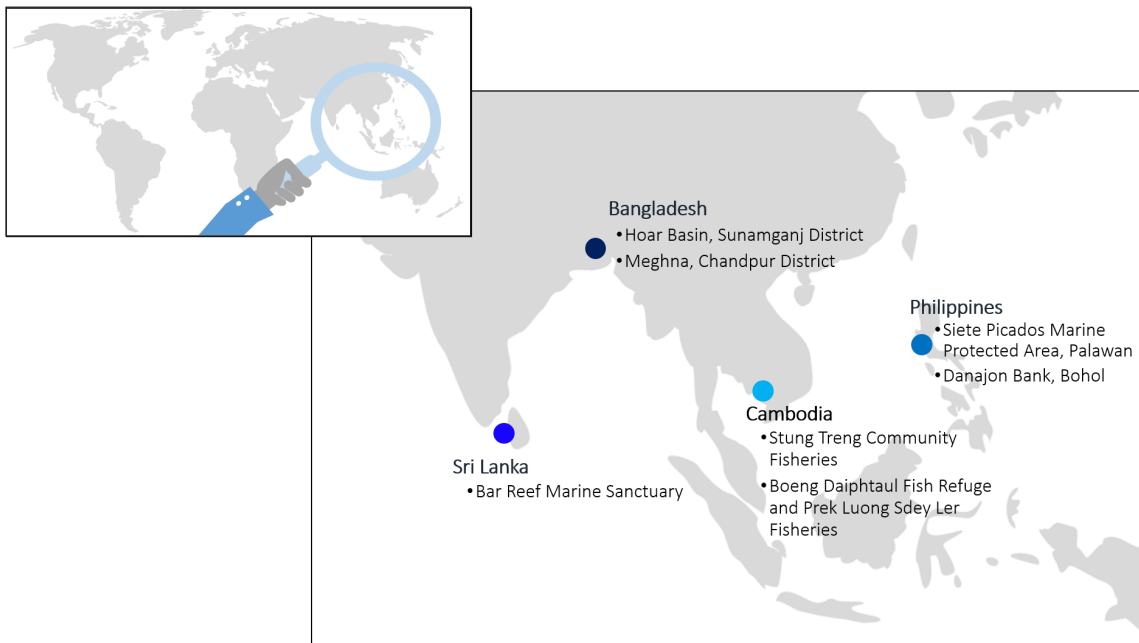 Bangladesh
•Hoar Basin, Sunamganj District
•Meghna, Chandpur District
Philippines
•Siete Picados Marine
Protected Area, Palawan
•Danajon Bank, Bohol
Cambodia
•Stung Treng Community
Fisheries
•Boeng Daiphtaul Fish Refuge
and Prek Luong Sdey Ler
Fisheries
Sri Lanka
•Bar Reef Marine Sanctuary